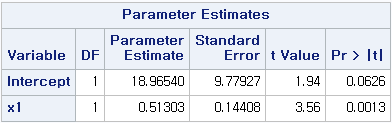 Parameter Estimates
Variable DF Parameter Estimate Standard Error t Value Pr > |t|
Intercept 1 18.96540 9.77927 1.94 0.0626
x1 1 0.51303 0.14408 3.56 0.0013